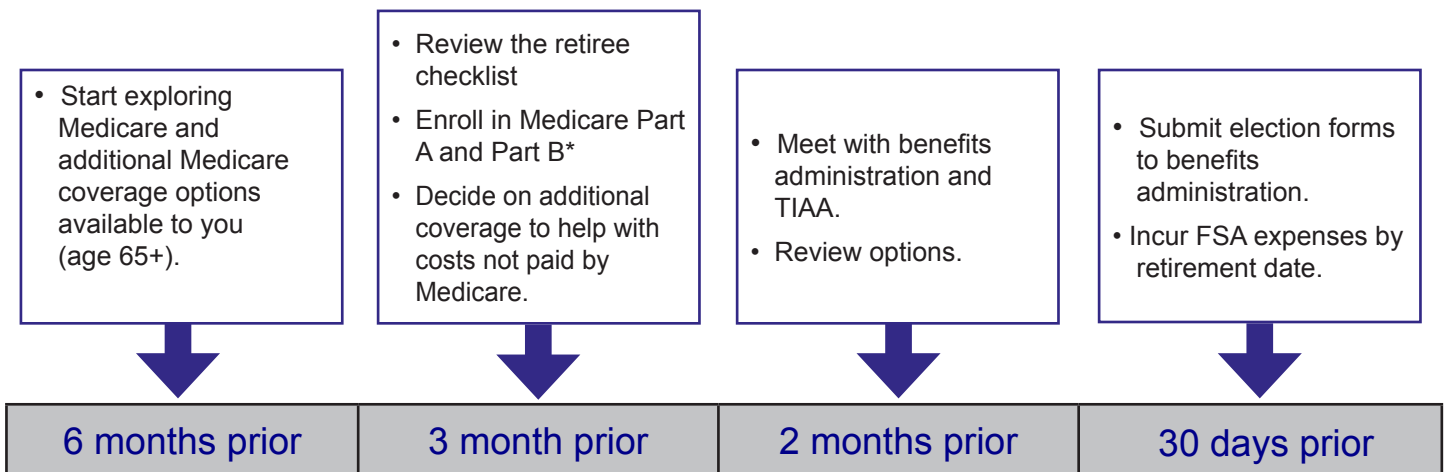 • Start exploring
Medicare and
additional Medicare
coverage options
available to you
(age 65+).
• Review the retiree
checklist
• Enroll in Medicare Part
A and Part B*
• Decide on additional
coverage to help with
costs not paid by
Medicare.
• Meet with benefits
administration and
TIAA.
• Review options.
• Submit election forms
to benefits
administration.
• Incur FSA expenses by
retirement date.
6 months prior
3 month prior
2 months prior
30 days prior